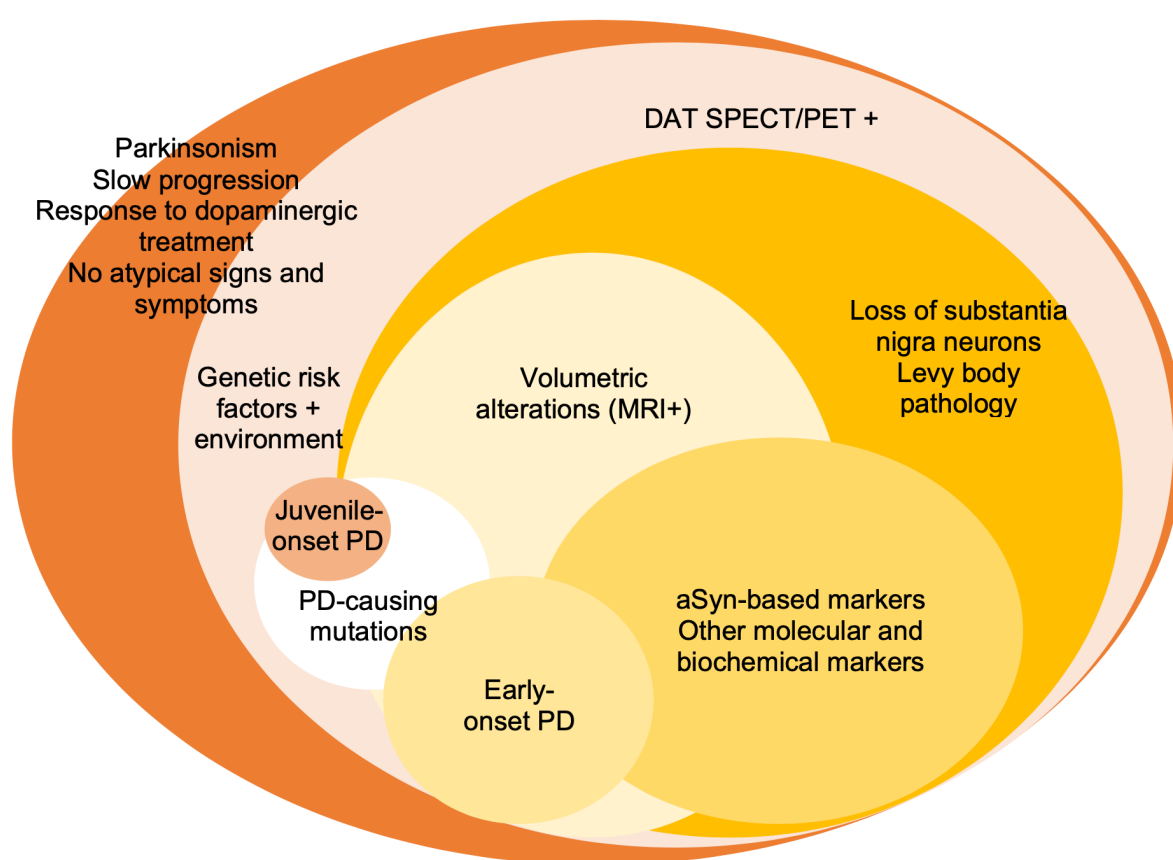 DAT SPECT/PET +
Parkinsonism
Slow progression
Response to dopaminergic
treatment
No atypical signs and
symptoms
Loss of substantia
nigra neurons
Levy body
pathology
Genetic risk
factors +
environment
Volumetric
alterations (MRI+)
Juvenile-
onset PD
PD-causing
mutations
aSyn-based markers
Other molecular and
biochemical markers
Early-
onset PD